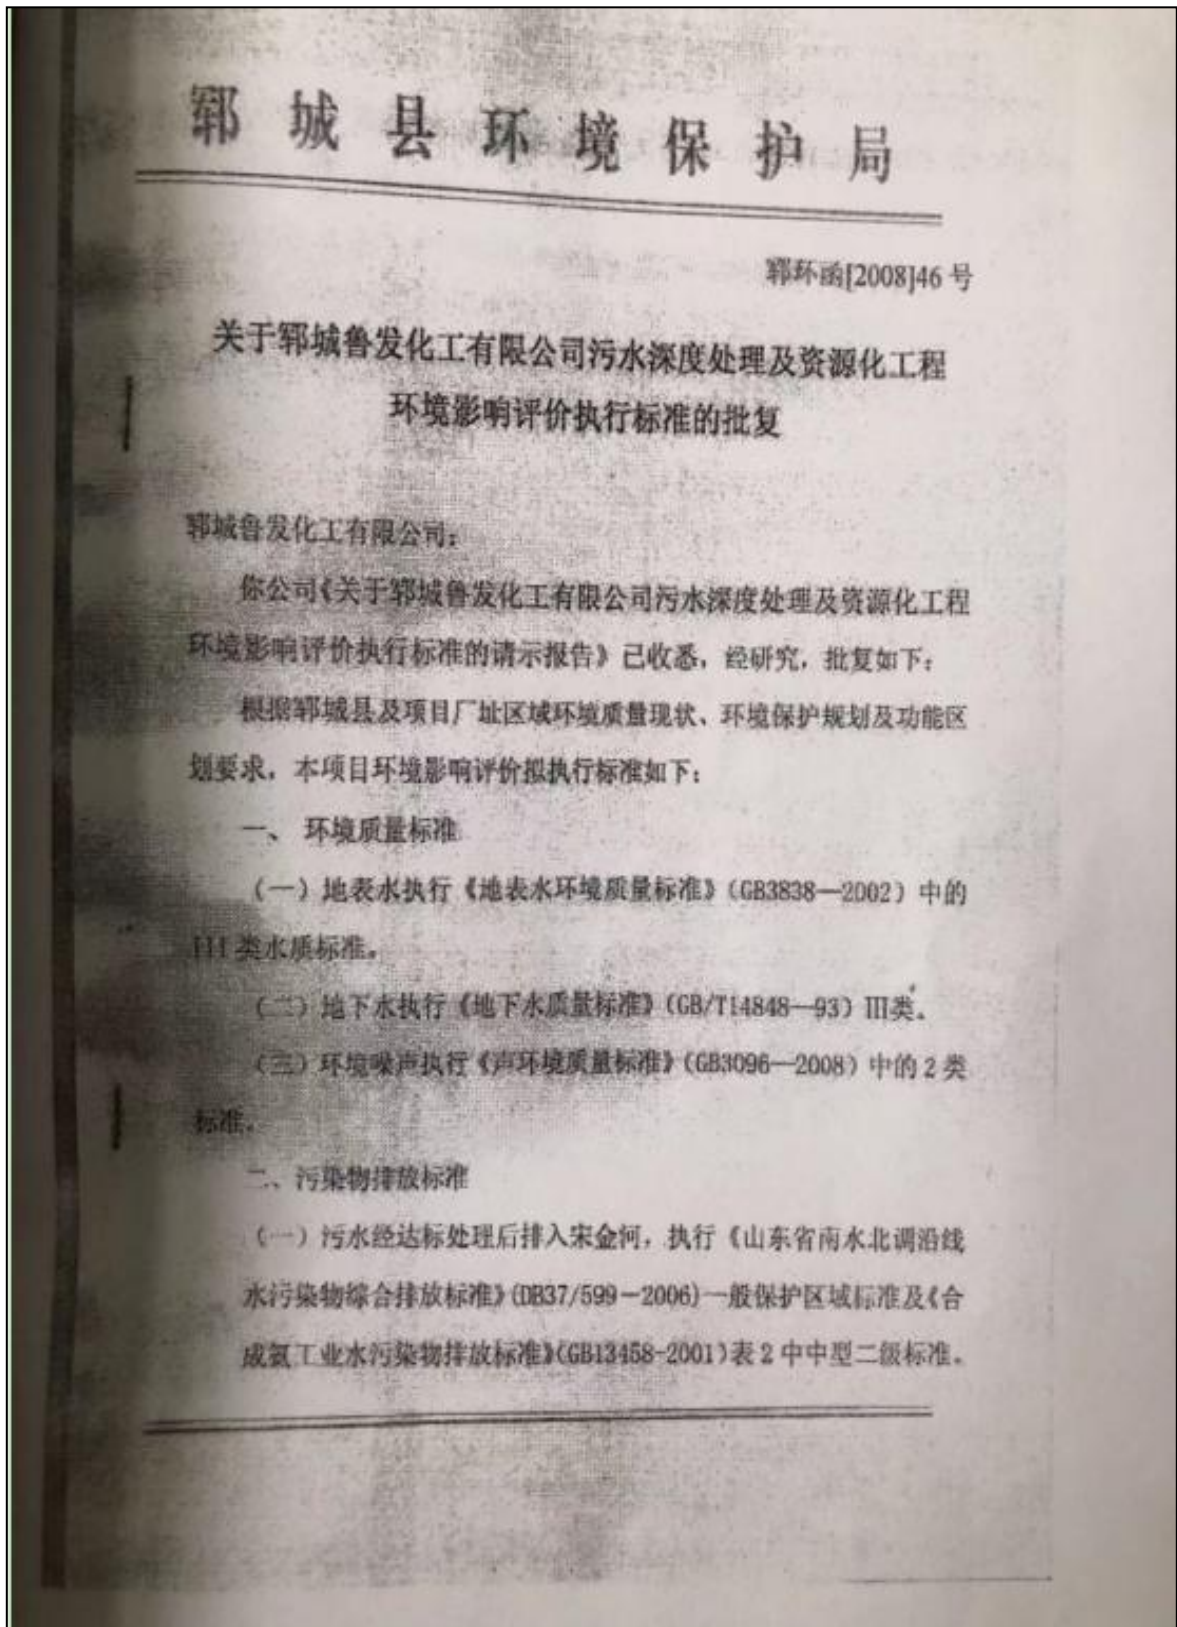 郓城县环境保护局
郓环函[2008]46 号
关于郓城鲁发化工有限公司污水深度处理及资源化工程
环境影响评价执行标准的批复
郓城鲁发化工有限公司：
你公司《关于郓城鲁发化工有限公司污水深度处理及资源化工程
环境影响评价执行标准的请示报告》已收悉，经研究，批复如下：
根据郓城县及项目厂址区域环境质量现状、环境保护规划及功能区
划要求，本项目环境影响评价拟执行标准如下：
一、 环境质量标准
（一）地表水执行《地表水环境质量标准》（GB3838—2002）中的
III 类水质标准。
（二）地下水执行《地下水质量标准》（GB/T14848—93）III类。
（三）环境噪声执行《声环境质量标准》（GB3096—2008）中的 2 类
标准。
二、污染物排放标准
（一）污水经达标处理后排入宋金河，执行《山东省南水北调沿线
水污染物综合排放标准》(DB37/599－2006)一般保护区域标准及《合
成氨工业水污染物排放标准》(GB13458-2001)表 2 中中型二级标准。